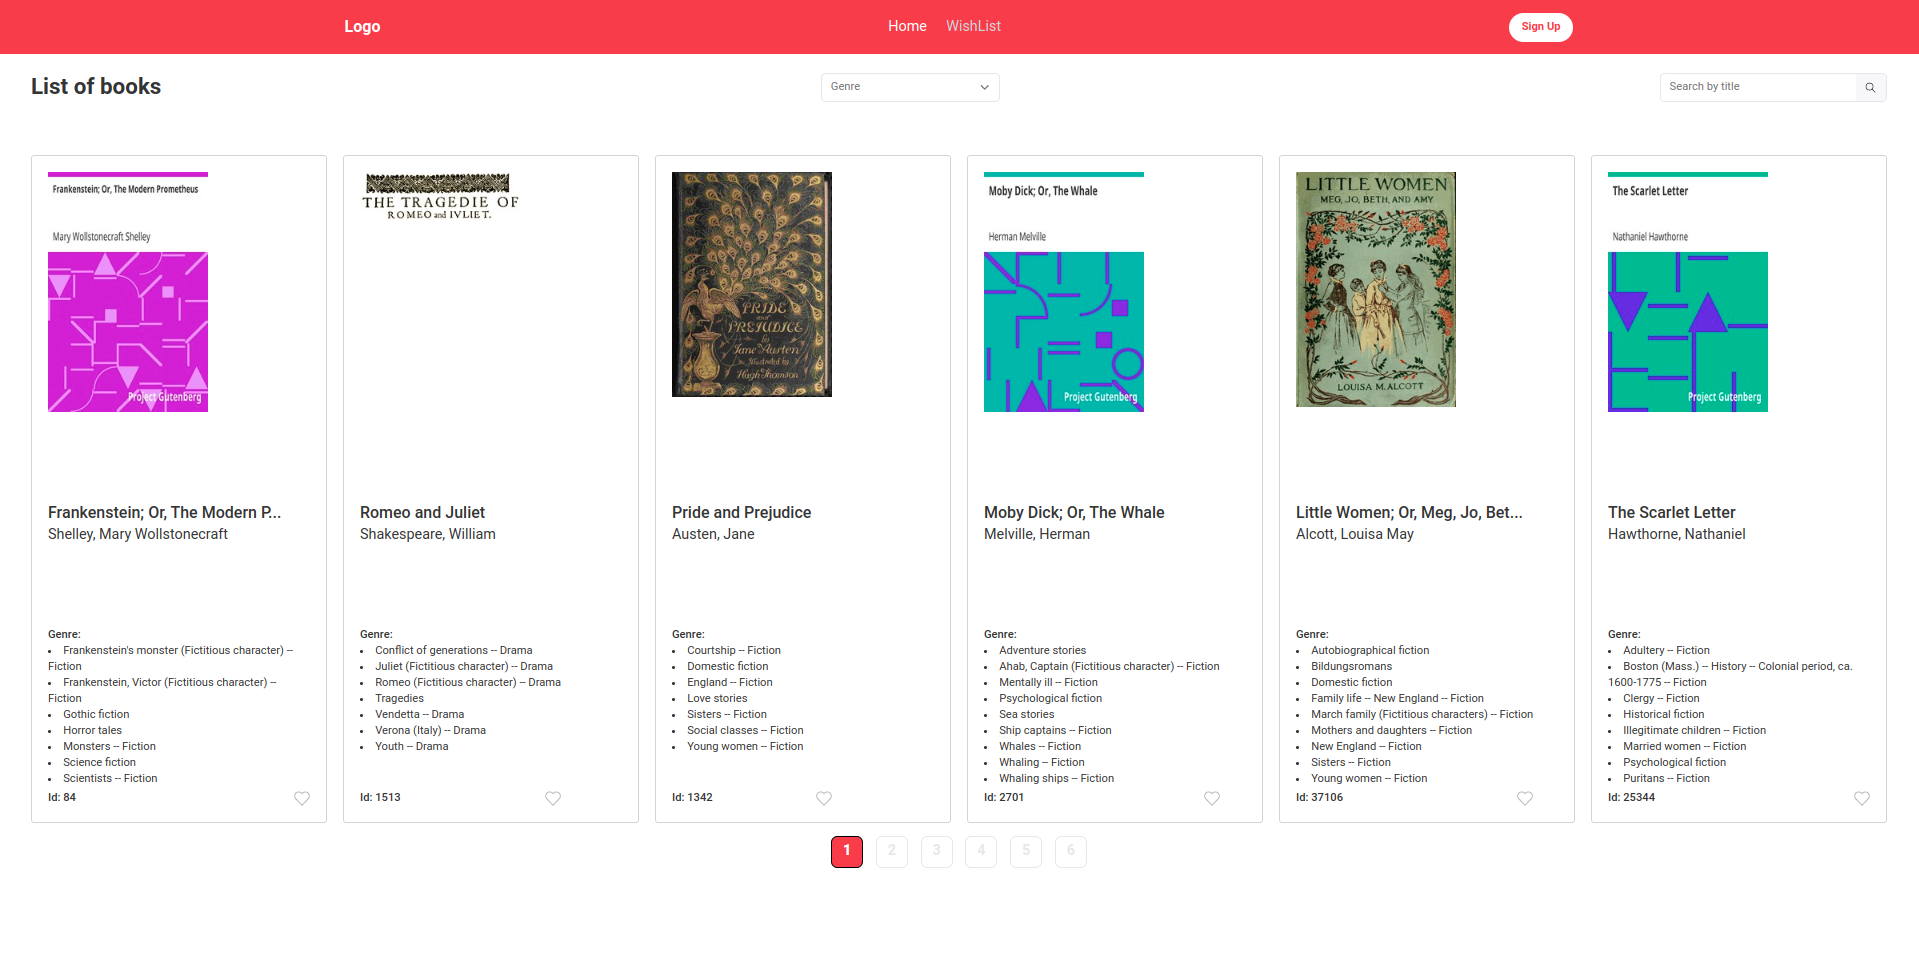 Logo
Home
WishList
Sign Up
List of books
Genre
Search by title
Frankenstein; Or, The Modern Prometheus
Mary Wollstonecraft Shelley
Project Gutenberg
Frankenstein; Or, The Modern P...
Shelley, Mary Wollstonecraft
Genre:
Frankenstein's monster (Fictitious character) --
Fiction
Frankenstein, Victor (Fictitious character) --
Fiction
Gothic fiction
Horror tales
Monsters -- Fiction
Science fiction
Scientists -- Fiction
Id: 84
THE TRAGEDIE OF
ROMEO and IVLIET.
Romeo and Juliet
Shakespeare, William
Genre:
Conflict of generations -- Drama
Juliet (Fictitious character) -- Drama
Romeo (Fictitious character) -- Drama
Tragedies
Vendetta -- Drama
Verona (Italy) -- Drama
Youth -- Drama
Id: 1513
PRIDE
and
PREJUDICE
by
Jane Austen
Illustrated by
Hugh Thomson
Pride and Prejudice
Austen, Jane
Genre:
Courtship -- Fiction
Domestic fiction
England -- Fiction
Love stories
Sisters -- Fiction
Social classes -- Fiction
Young women -- Fiction
Id: 1342
Moby Dick; Or, The Whale
Herman Melville
Project Gutenberg
Moby Dick; Or, The Whale
Melville, Herman
Genre:
Adventure stories
Ahab, Captain (Fictitious character) -- Fiction
Mentally ill -- Fiction
Psychological fiction
Sea stories
Ship captains -- Fiction
Whales -- Fiction
Whaling -- Fiction
Whaling ships -- Fiction
Id: 2701
LITTLE WOMEN
MEG, JO, BETH, AND AMY
LOUISA M. ALCOTT
Little Women; Or, Meg, Jo, Bet...
Alcott, Louisa May
Genre:
Autobiographical fiction
Bildungsromans
Domestic fiction
Family life -- New England -- Fiction
March family (Fictitious characters) -- Fiction
Mothers and daughters -- Fiction
New England -- Fiction
Sisters -- Fiction
Young women -- Fiction
Id: 37106
The Scarlet Letter
Nathaniel Hawthorne
Project Gutenberg
The Scarlet Letter
Hawthorne, Nathaniel
Genre:
Adultery -- Fiction
Boston (Mass.) -- History -- Colonial period, ca.
1600-1775 -- Fiction
Clergy -- Fiction
Historical fiction
Illegitimate children -- Fiction
Married women -- Fiction
Psychological fiction
Puritans -- Fiction
Id: 25344
1
2
3
4
5
6